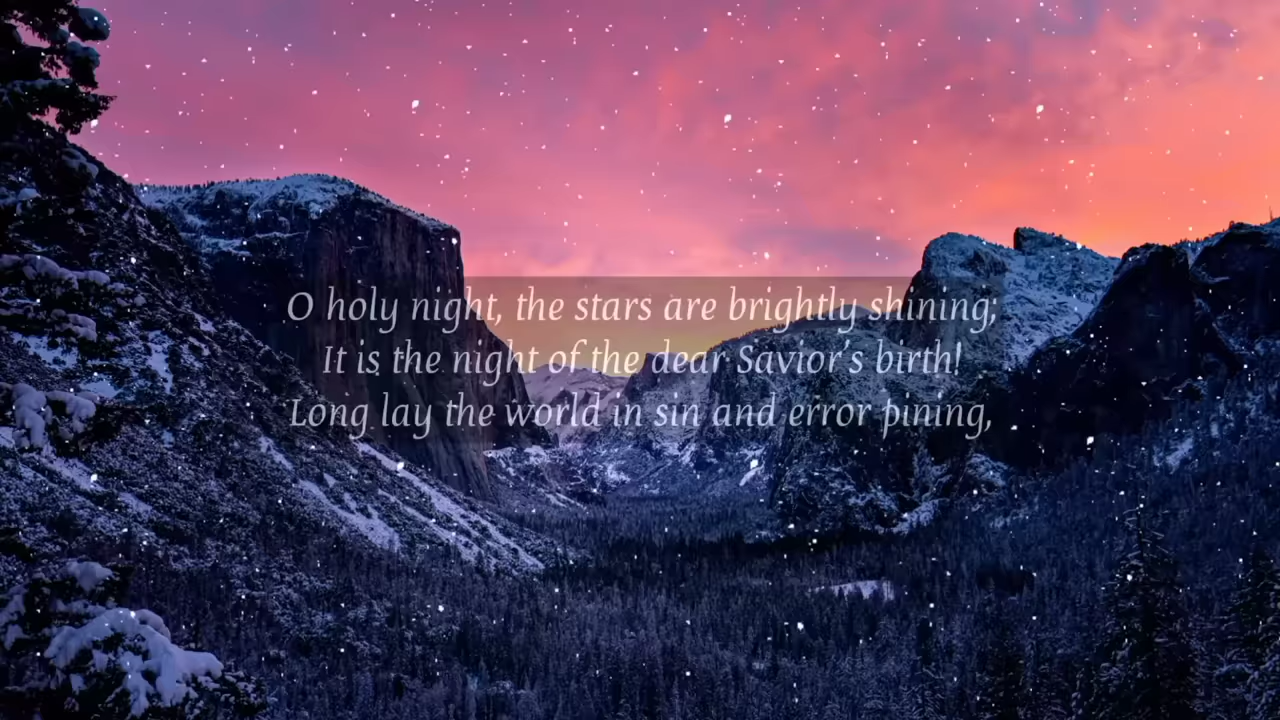 O holy night, the stars are brightly shining;
It is the night of the dear Savior’s birth!
Long lay the world in sin and error pining,